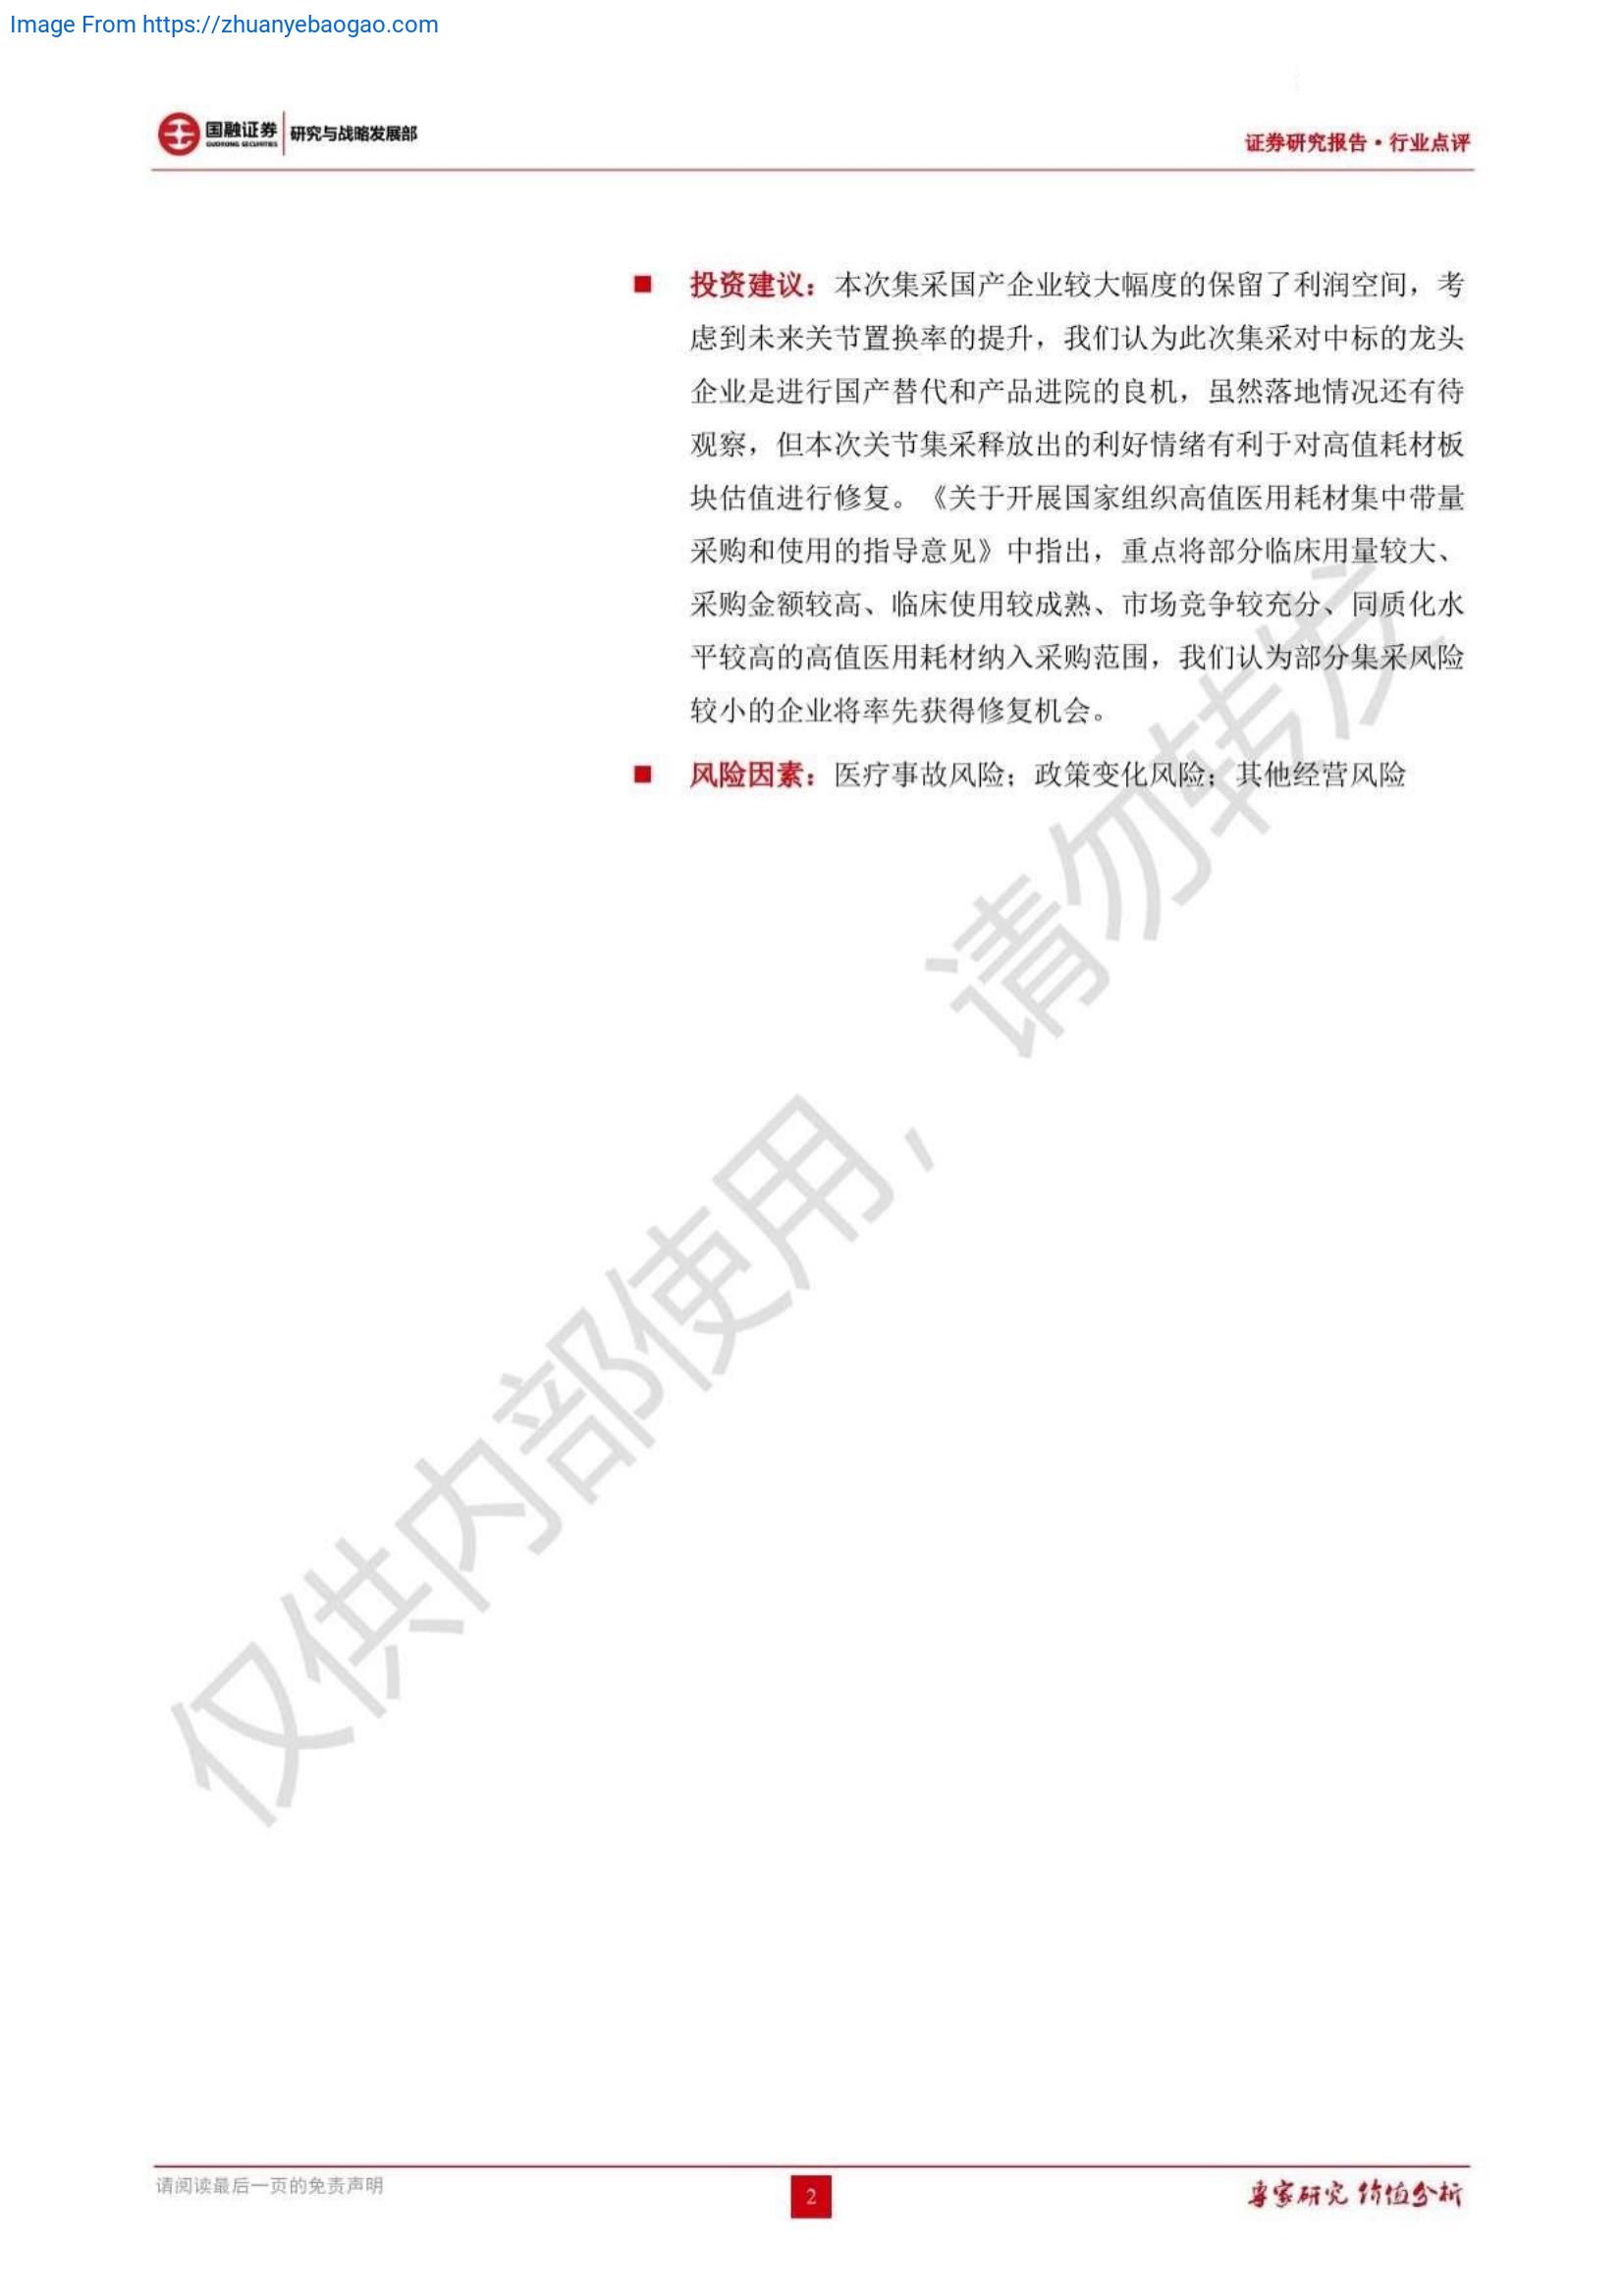 Image From https://zhuanyebaogao.com
国融证券
GUORONG SECURITIES
研究与战略发展部
证券研究报告·行业点评
投资建议：本次集采国产企业较大幅度的保留了利润空间，考
虑到未来关节置换率的提升，我们认为此次集采对中标的龙头
企业是进行国产替代和产品进院的良机，虽然落地情况还有待
观察，但本次关节集采释放出的利好情绪有利于对高值耗材板
块估值进行修复。《关于开展国家组织高值医用耗材集中带量
采购和使用的指导意见》中指出，重点将部分临床用量较大、
采购金额较高、临床使用较成熟、市场竞争较充分、同质化水
平较高的高值医用耗材纳入采购范围，我们认为部分集采风险
较小的企业将率先获得修复机会。
风险因素：医疗事故风险；政策变化风险；其他经营风险
仅供内部使用，请勿转发
请阅读最后一页的免责声明
2
专家研究 价值分析